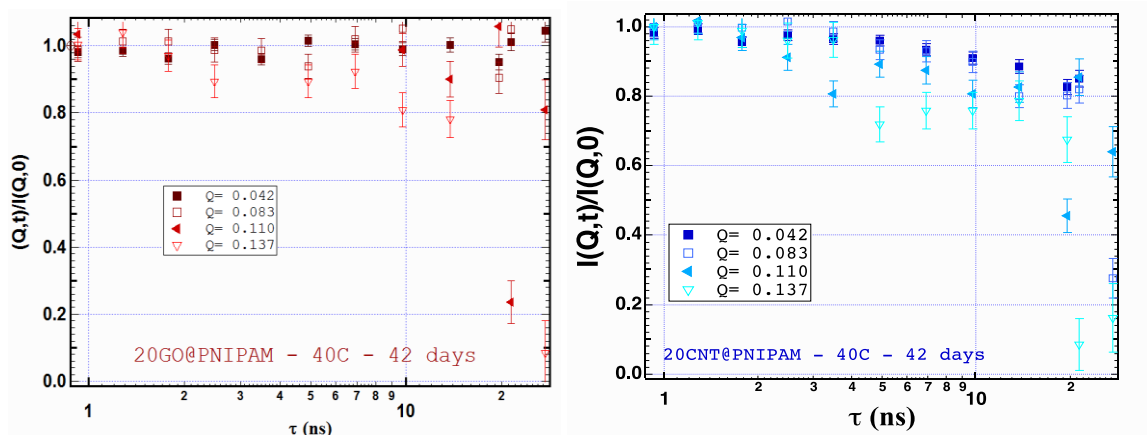 1.0
0.8
0.6
0.4
0.2
0.0
(Q,t)/I(Q,0)
Q= 0.042
Q= 0.083
Q= 0.110
Q= 0.137
20GO@PNIPAM - 40C - 42 days
1 2 3 4 5 6 7 8 9 10 2
τ (ns)
1.0
0.8
0.6
0.4
0.2
0.0
I(Q,t)/I(Q,0)
Q= 0.042
Q= 0.083
Q= 0.110
Q= 0.137
20CNT@PNIPAM - 40C - 42 days
1 2 3 4 5 6 7 8 9 10 2
τ (ns)